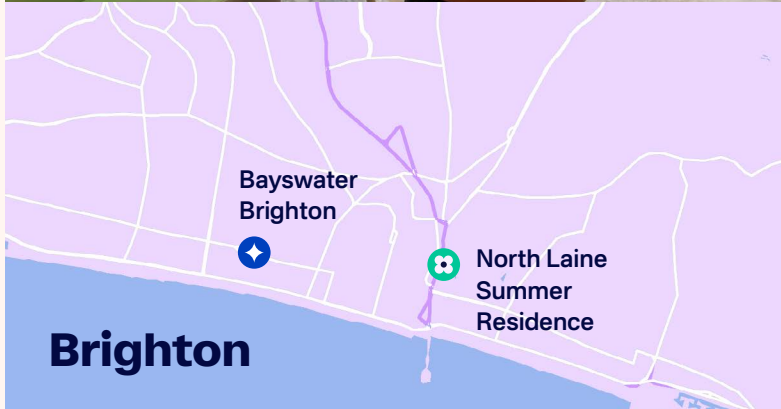 Bayswater
Brighton
North Laine
Summer
Residence
Brighton